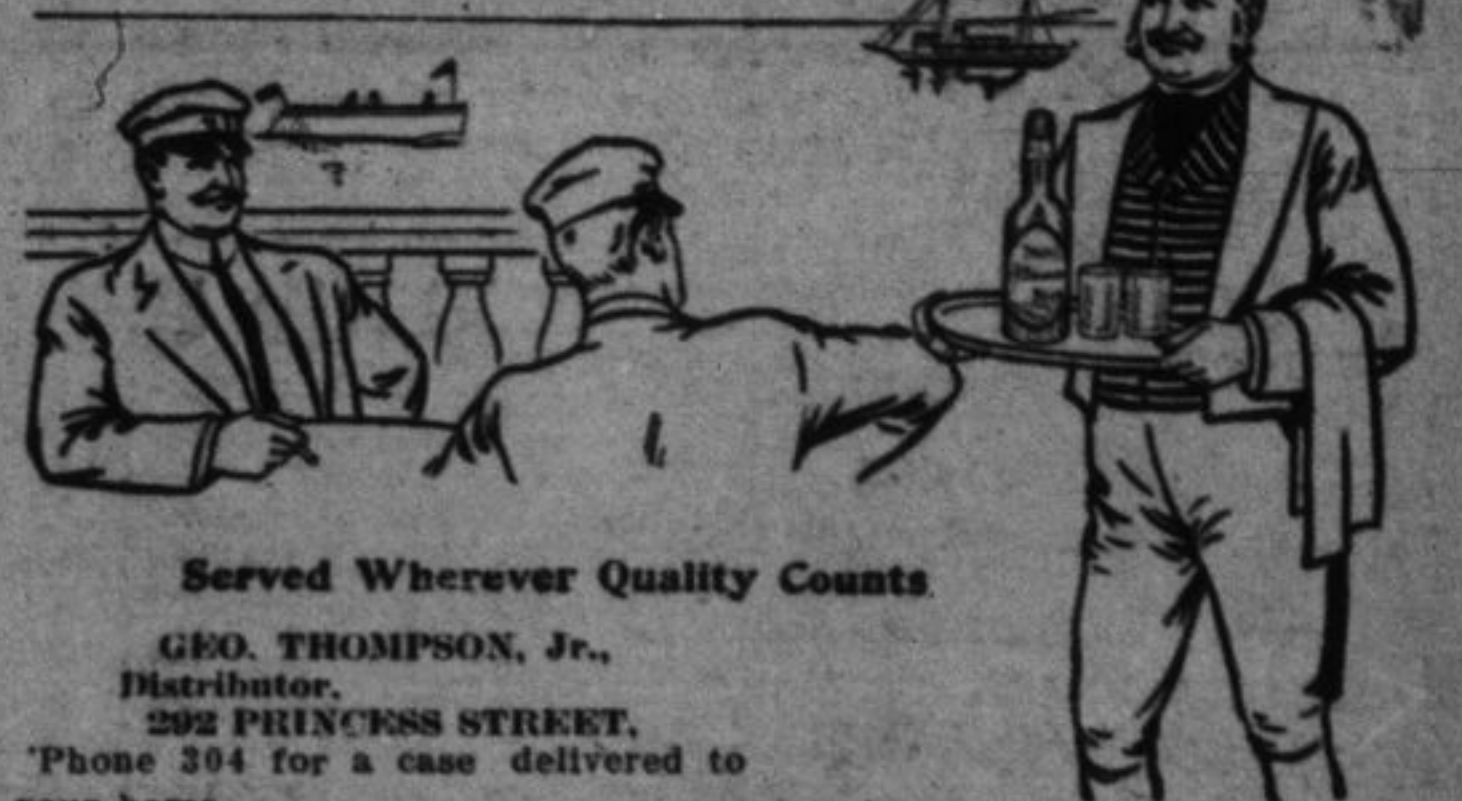 Served Wherever Quality Counts
GEO. THOMPSON, Jr.,
Distributor.
292 PRINCESS STREET.
'Phone 304 for a case delivered to